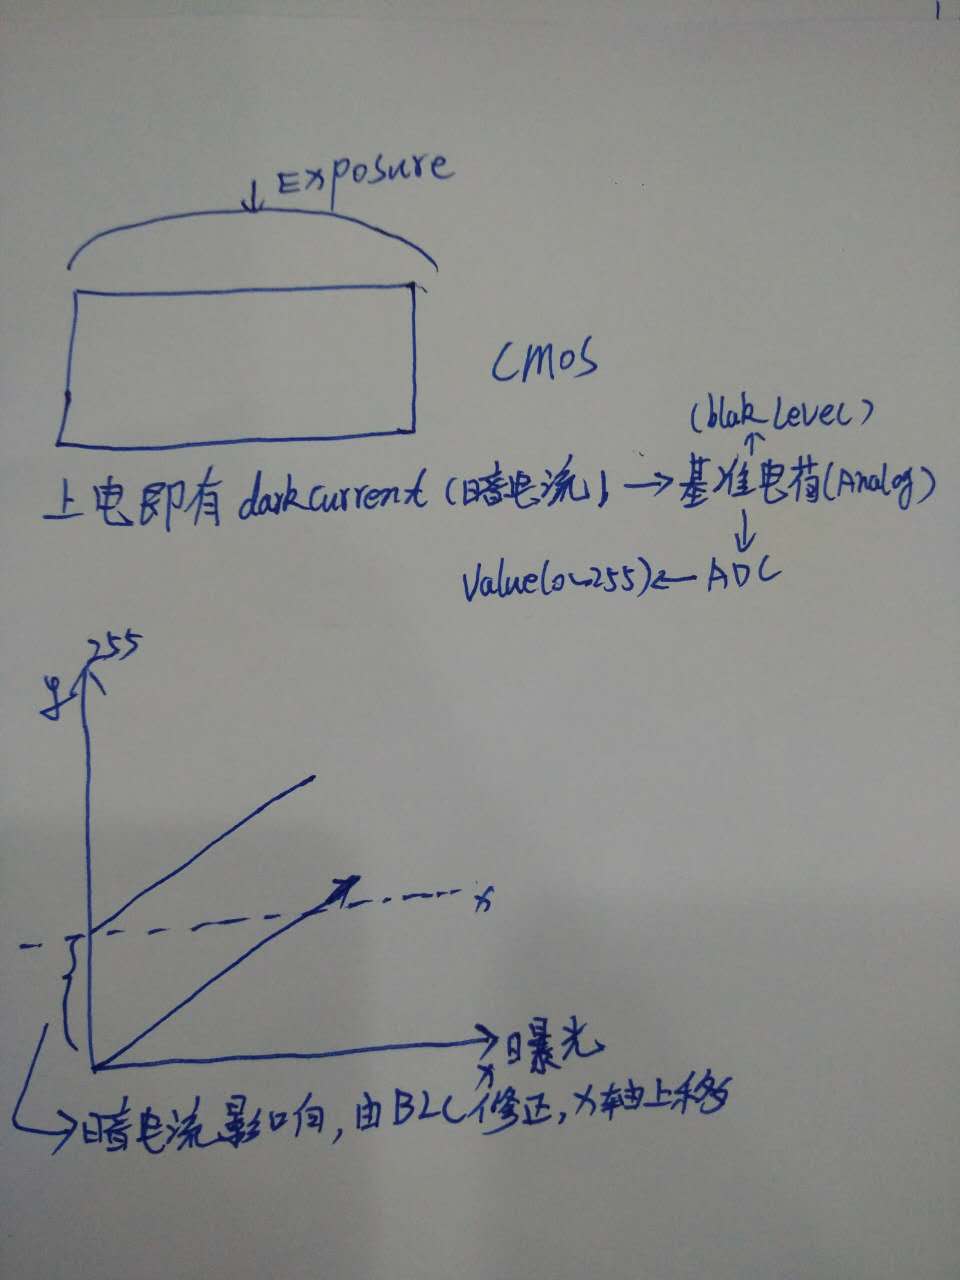 Exposure
CMOS
(blak Level)
上电即有 darkcurrent (暗电流) → 基准电荷(Analog)
Value(0~255) ← ADC
255
y
x
曝光
x
暗电流影响, 由BLC修正, x轴上移